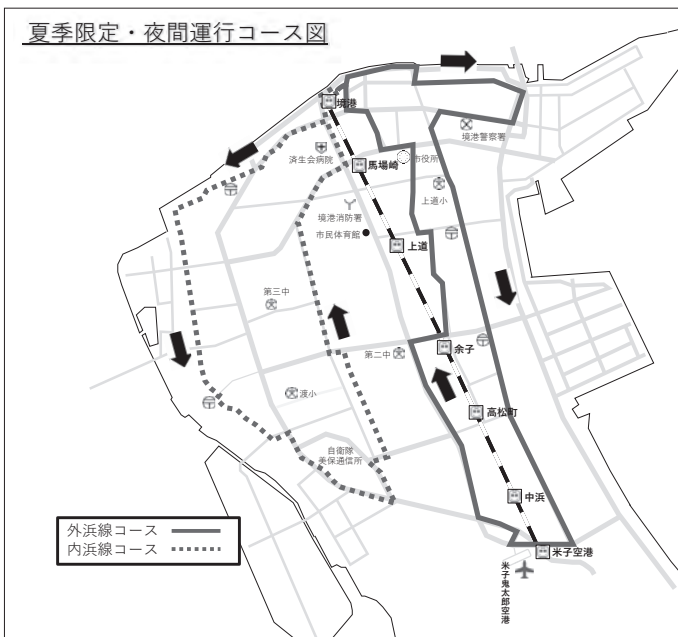 夏季限定・夜間運行コース図
境港
境港警察署
済生会病院
馬場崎
市役所
上道小
境港消防署
市民体育館
上道
第三中
第二中
余子
渡小
高松町
自衛隊
美保通信所
中浜
外浜線コース
内浜線コース
米子空港
米子鬼太郎空港